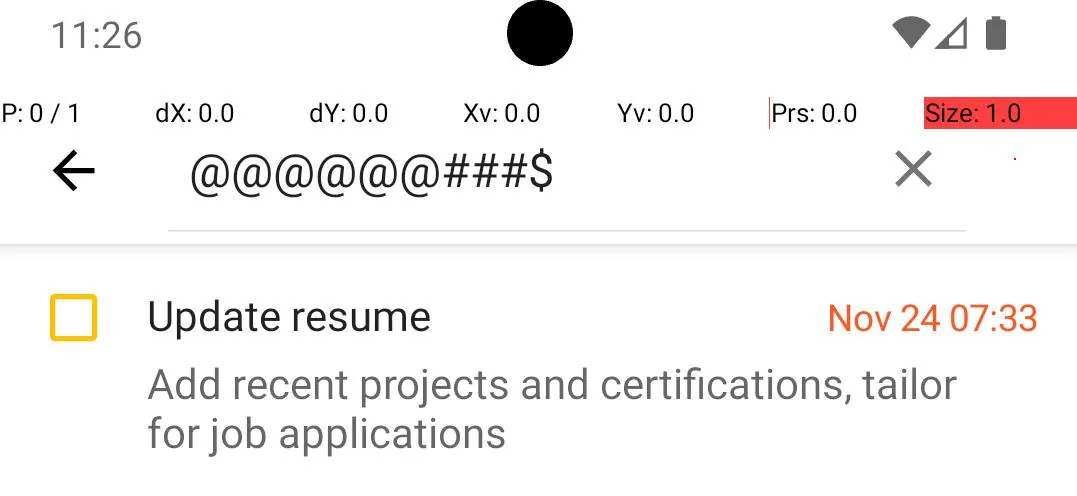 11:26
P: 0 / 1 dX: 0.0 dY: 0.0 Xv: 0.0 Yv: 0.0 Prs: 0.0 Size: 1.0
@@@@@@###$
Update resume Nov 24 07:33
Add recent projects and certifications, tailor
for job applications